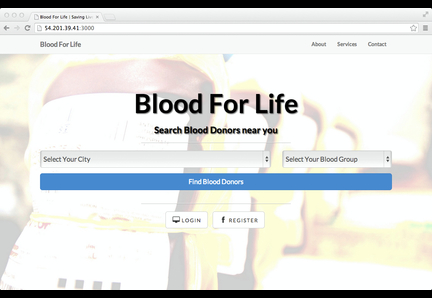 Blood For Life | Saving Liv
54.201.39.41:3000
Blood For Life
About Services Contact
Blood For Life
Search Blood Donors near you
Select Your City
Select Your Blood Group
Find Blood Donors
LOGIN
REGISTER